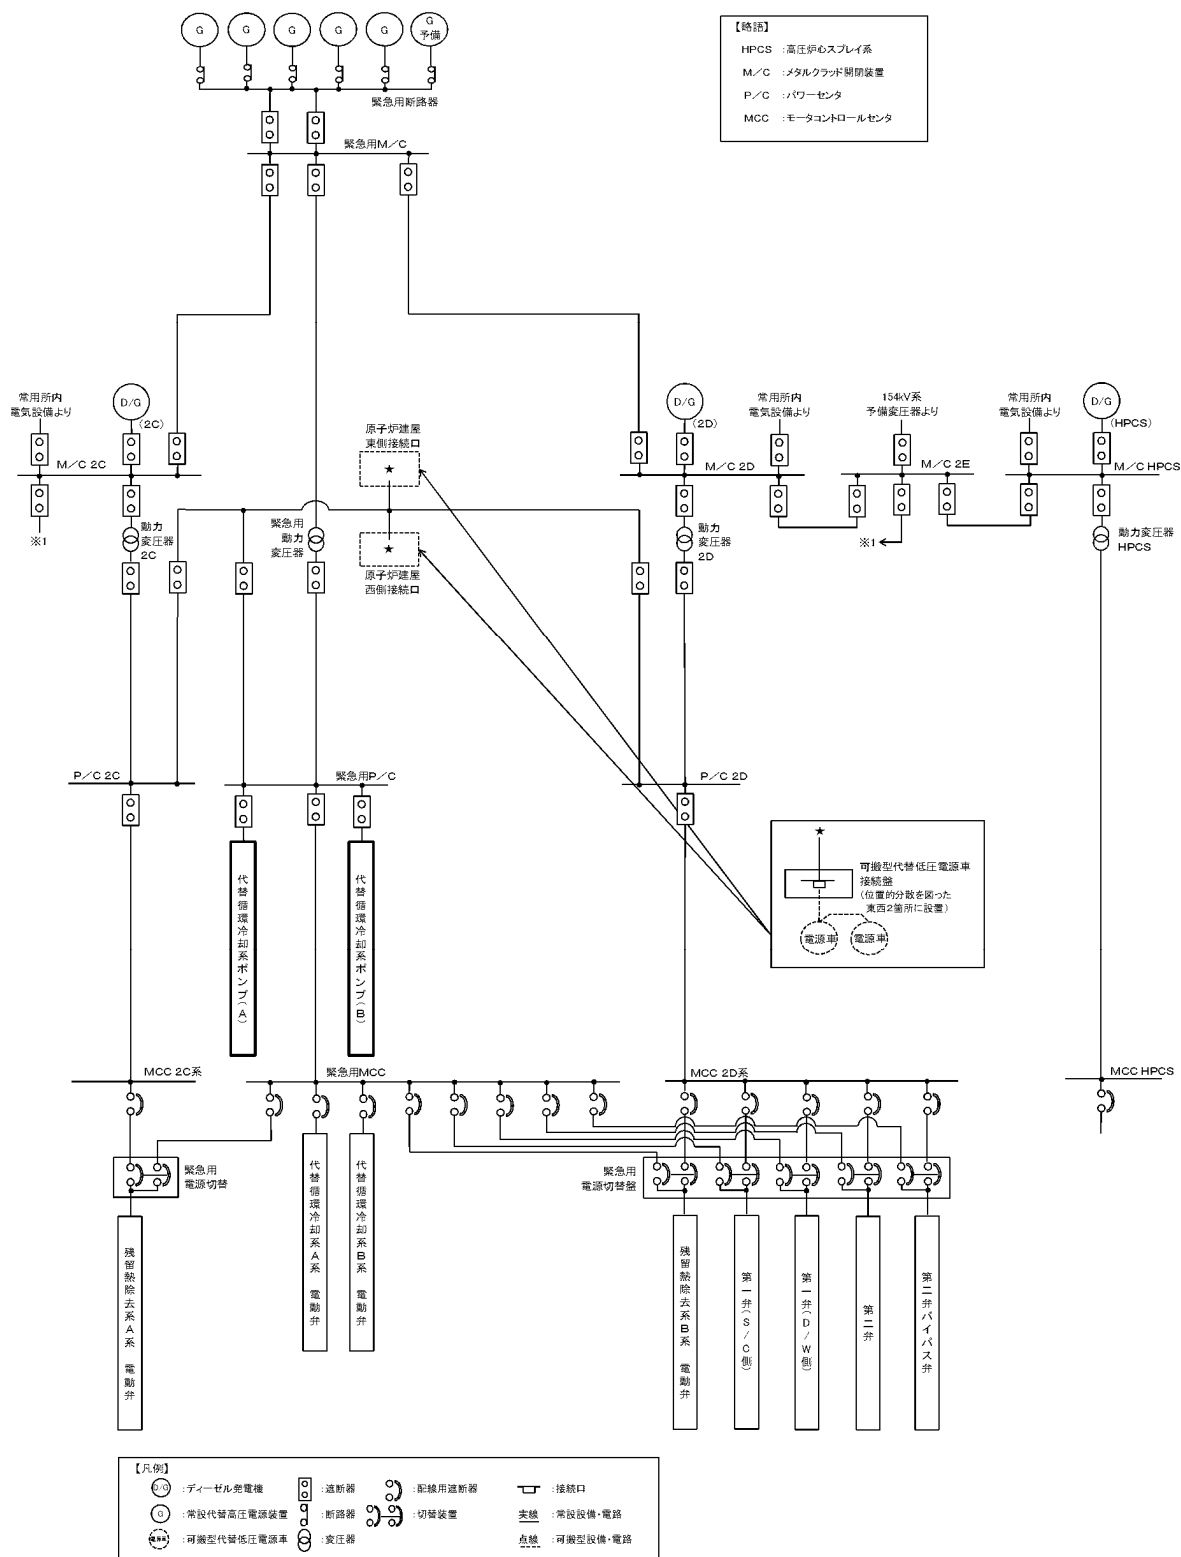 G
G
G
G
G
G
予備
【略語】
HPCS :高圧炉心スプレイ系
M/C :メタルクラッド開閉装置
P/C :パワーセンタ
MCC :モータコントロールセンタ
緊急用断路器
緊急用M/C
常用所内
電気設備より
D/G
(2C)
M/C 2C
※1
動力
変圧器
2C
原子炉建屋
東側接続口
★
緊急用
動力
変圧器
★
原子炉建屋
西側接続口
D/G
(2D)
M/C 2D
動力
変圧器
2D
常用所内
電気設備より
154kV系
予備変圧器より
M/C 2E
※1
常用所内
電気設備より
D/G
(HPCS)
M/C HPCS
動力変圧器
HPCS
P/C 2C
緊急用P/C
P/C 2D
代替循環冷却系ポンプ(A)
代替循環冷却系ポンプ(B)
★
可搬型代替低圧電源車
接続盤
(位置的分散を図った
東西2箇所に設置)
電源車
電源車
MCC 2C系
緊急用MCC
MCC 2D系
MCC HPCS
緊急用
電源切替
緊急用
電源切替盤
残留熱除去系A系 電動弁
代替循環冷却系A系 電動弁
代替循環冷却系B系 電動弁
残留熱除去系B系 電動弁
第一弁(S/C側)
第一弁(D/W側)
第二弁
第二弁バイパス弁
【凡例】
D/G :ディーゼル発電機
:遮断器
:配線用遮断器
:接続口
G :常設代替高圧電源装置
:断路器
:切替装置
実線 :常設設備・電路
電源車 :可搬型代替低圧電源車
:変圧器
点線 :可搬型設備・電路